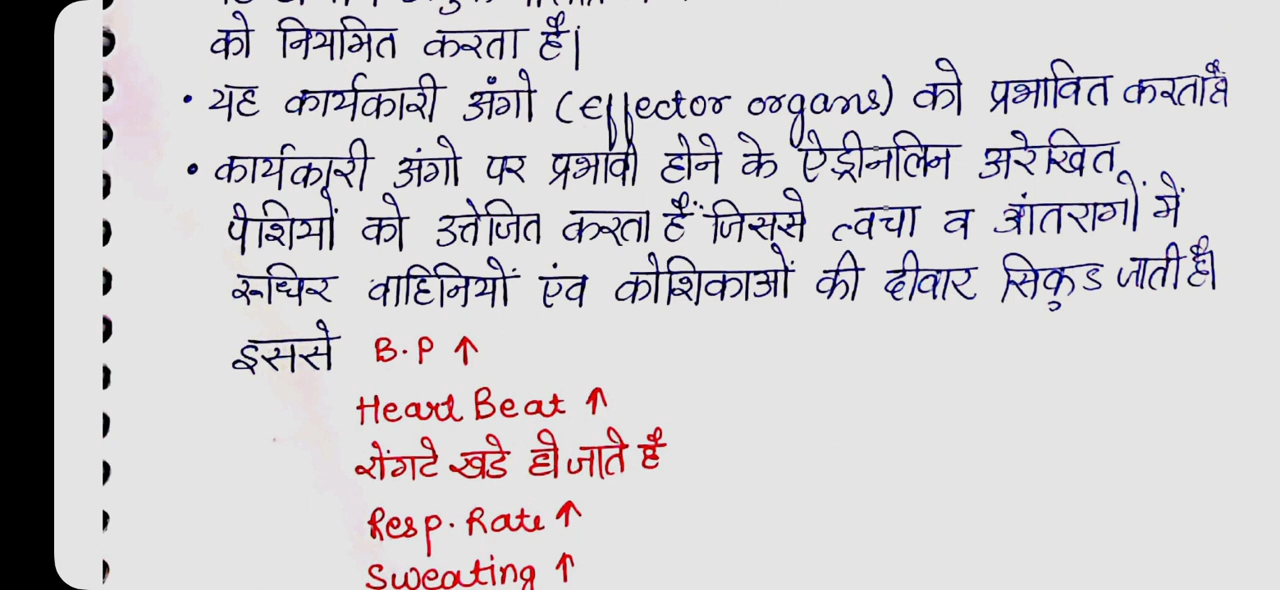 को नियमित करता है।
• यह कार्यकारी अंगो (Effector organs) को प्रभावित करता है
• कार्यकारी अंगो पर प्रभावी होने के ऐड्रीनलिन अरेखित
पेशियों को उत्तेजित करता है जिससे त्वचा व आंतरागों में
रुधिर वाहिनियों एंव कोशिकाओं की दीवार सिकुड जाती है।
इससे B.P ↑
Heart Beat ↑
रोंगटे खडे हो जाते है
Resp. Rate ↑
Sweating ↑